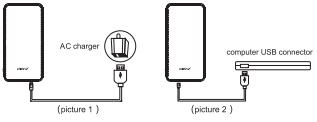 AC charger
computer USB connector
(picture 1 )
(picture 2 )